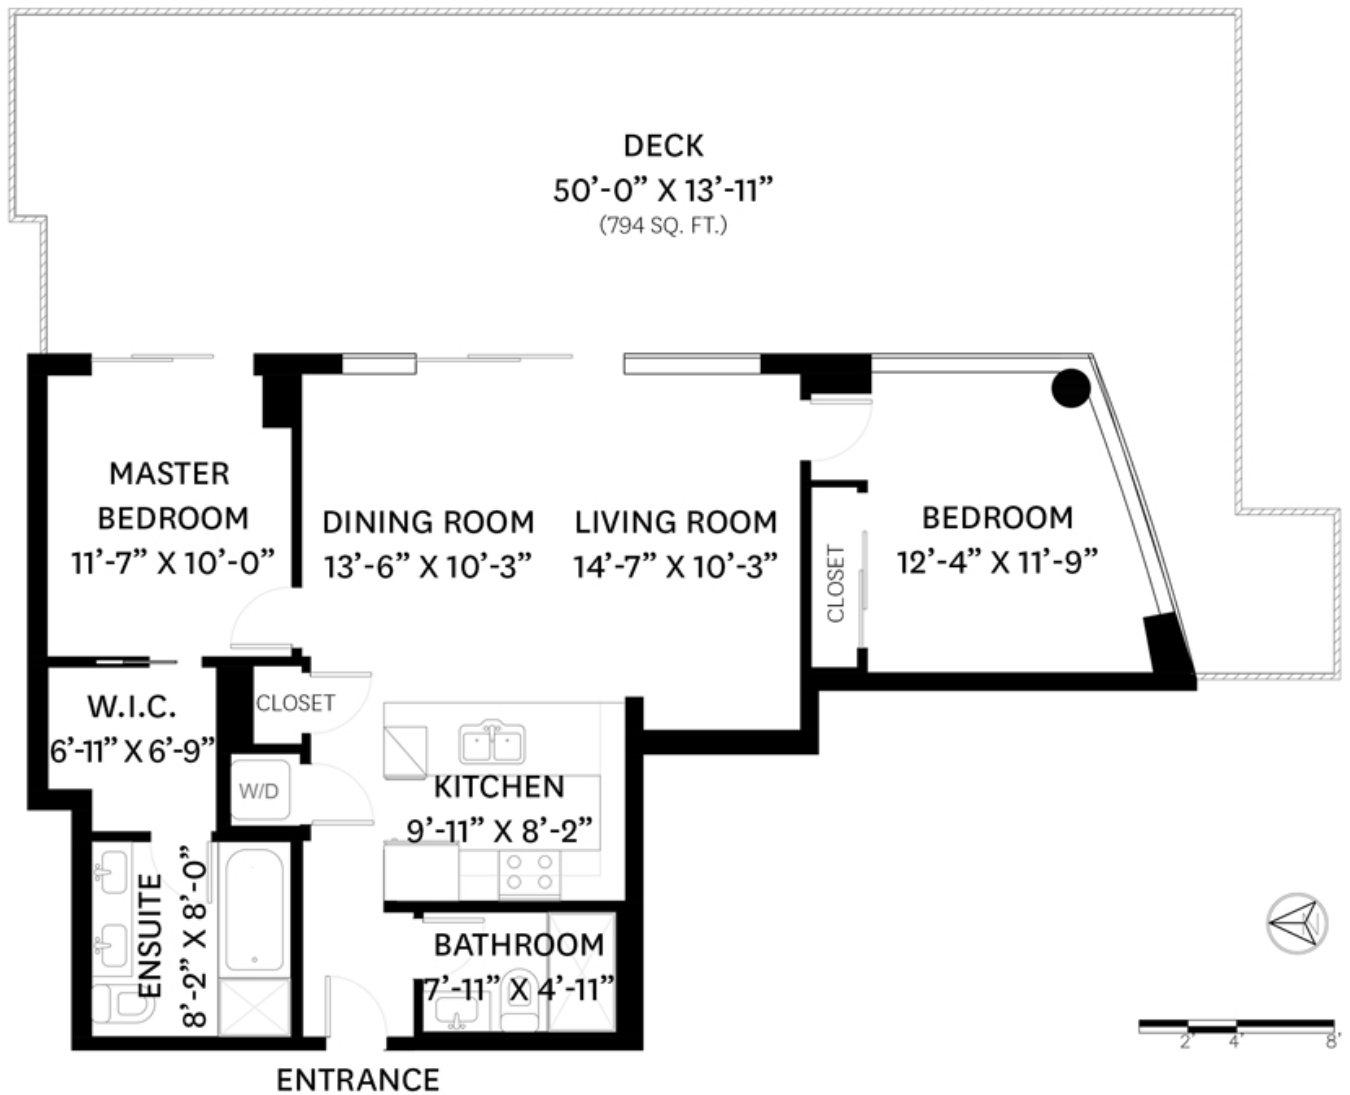 DECK
50’-0” X 13’-11”
(794 SQ. FT.)
MASTER
BEDROOM
11’-7” X 10’-0”
DINING ROOM
13’-6” X 10’-3”
LIVING ROOM
14’-7” X 10’-3”
BEDROOM
12’-4” X 11’-9”
CLOSET
W.I.C.
6’-11” X 6’-9”
CLOSET
W/D
KITCHEN
9’-11” X 8’-2”
ENSUITE
8’-2” X 8’-0”
BATHROOM
7’-11” X 4’-11”
ENTRANCE
N
2' 4' 8'